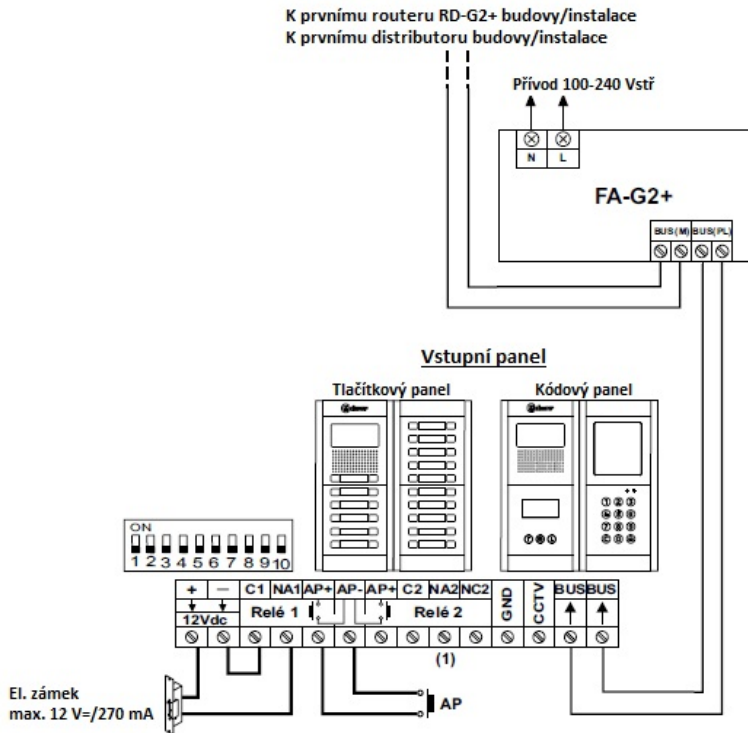 K prvnímu routeru RD-G2+ budovy/instalace
K prvnímu distributoru budovy/instalace
Přívod 100-240 Vstř
N L
FA-G2+
BUS(M) BUS(PL)
Vstupní panel
Tlačítkový panel
Kódový panel
ON
1 2 3 4 5 6 7 8 9 10
+ − C1 NA1 AP+ AP- AP+ C2 NA2 NC2 GND CCTV BUS BUS
12Vdc Relé 1 Relé 2
(1)
El. zámek
max. 12 V=/270 mA
AP